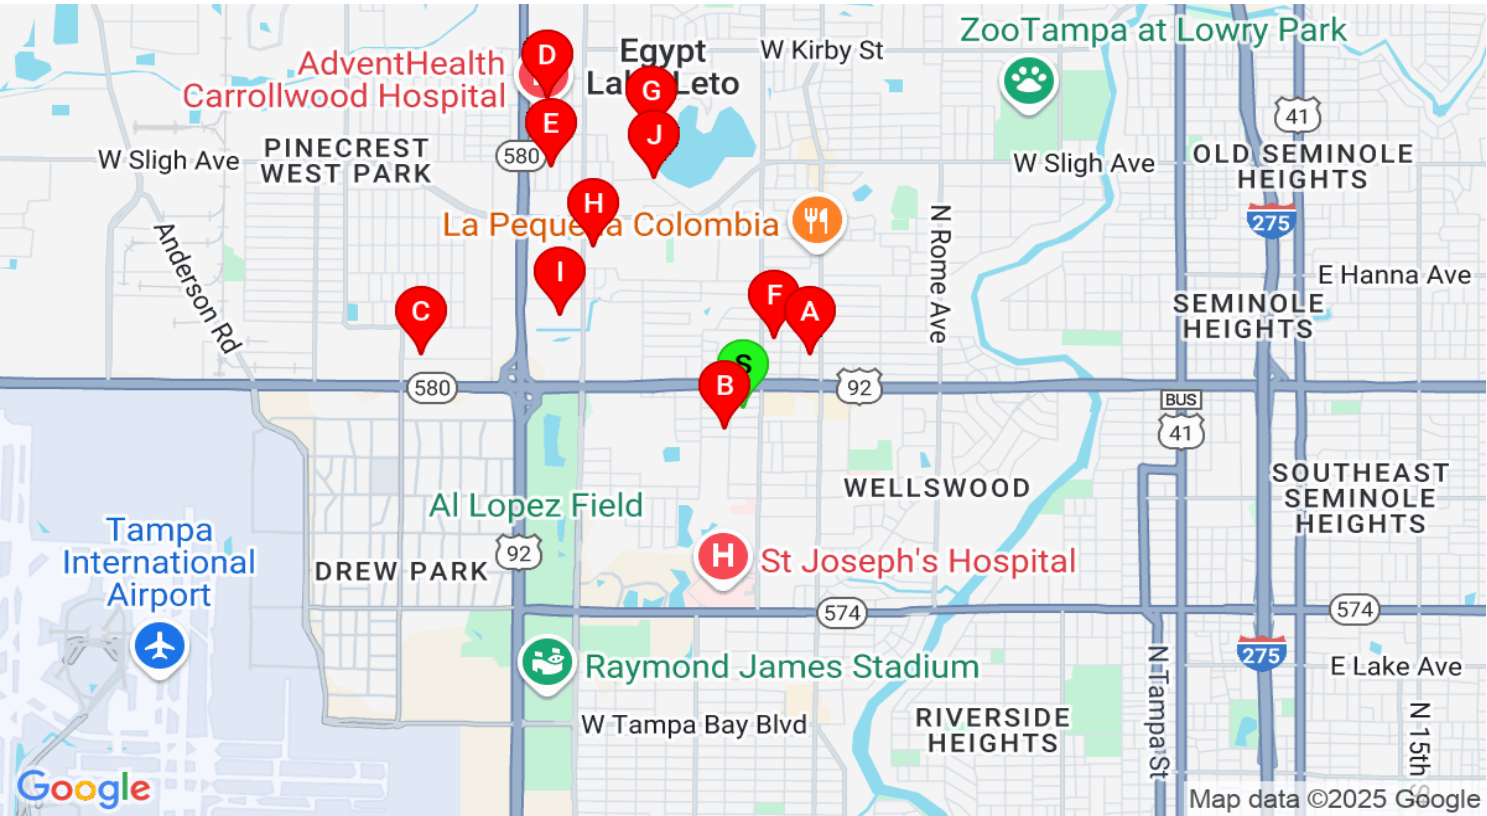 ZooTampa at Lowry Park
W Kirby St
Egypt
Leto
AdventHealth
Carrollwood Hospital
D
G
E
J
41
580
W Sligh Ave
PINECREST
WEST PARK
W Sligh Ave
OLD SEMINOLE
HEIGHTS
H
La Peque a Colombia
N Rome Ave
275
Anderson Rd
I
E Hanna Ave
C
F
A
SEMINOLE
HEIGHTS
S
B
580
92
BUS
41
WELLSWOOD
SOUTHEAST
SEMINOLE
HEIGHTS
Al Lopez Field
Tampa
International
Airport
92
DREW PARK
H
St Joseph's Hospital
574
574
275
Raymond James Stadium
N Tampa St
E Lake Ave
W Tampa Bay Blvd
RIVERSIDE
HEIGHTS
N 15th
Google
Map data ©2025 Google